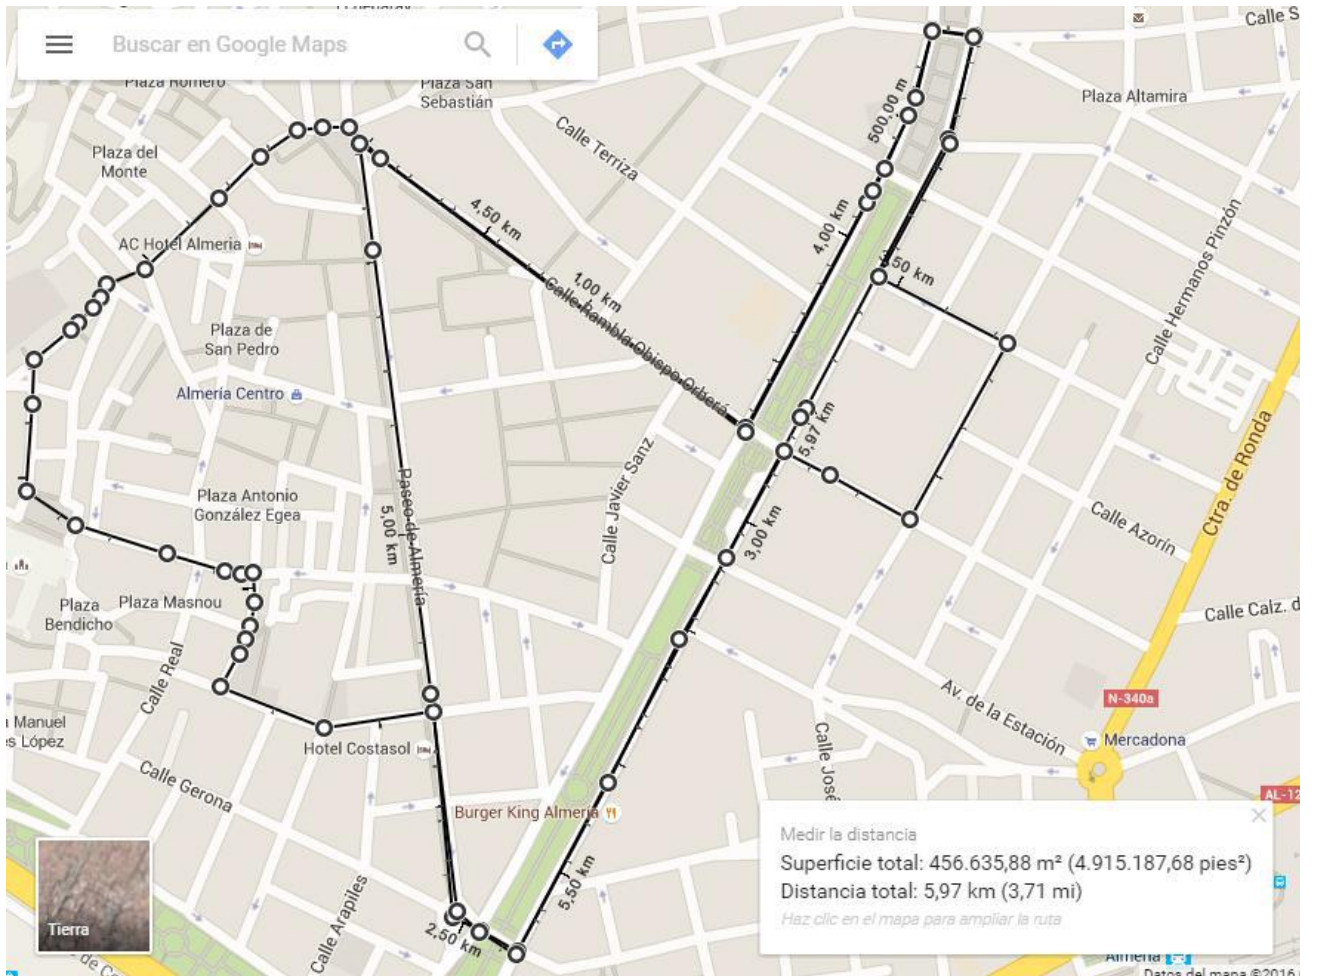 Buscar en Google Maps
Calle S
Plaza Romero
Plaza San
Sebastián
Plaza Altamira
500,00 m
Calle Terriza
Plaza del
Monte
4,50 km
4,00 km
Calle Hermanos Pinzón
AC Hotel Almería
50 km
1,00 km
Calle Rambla Obispo Orberá
Plaza de
San Pedro
Almería Centro
5,97 km
Ctra. de Ronda
Paseo de Almería
Calle Javier Sanz
Plaza Antonio
González Egea
5,00 km
3,00 km
Calle Azorín
Plaza
Bendicho
Plaza Masnou
Calle Calz. d
Calle Real
Av. de la Estación
N-340a
Manuel
es López
Hotel Costasol
Mercadona
Calle José
Calle Gerona
Burger King Almería
AL-12
5,50 km
Calle Arapiles
2,50 km
Tierra
Medir la distancia
Superficie total: 456.635,88 m² (4.915.187,68 pies²)
Distancia total: 5,97 km (3,71 mi)
Haz clic en el mapa para ampliar la ruta
Almería
de Co
Datos del mapa ©2016